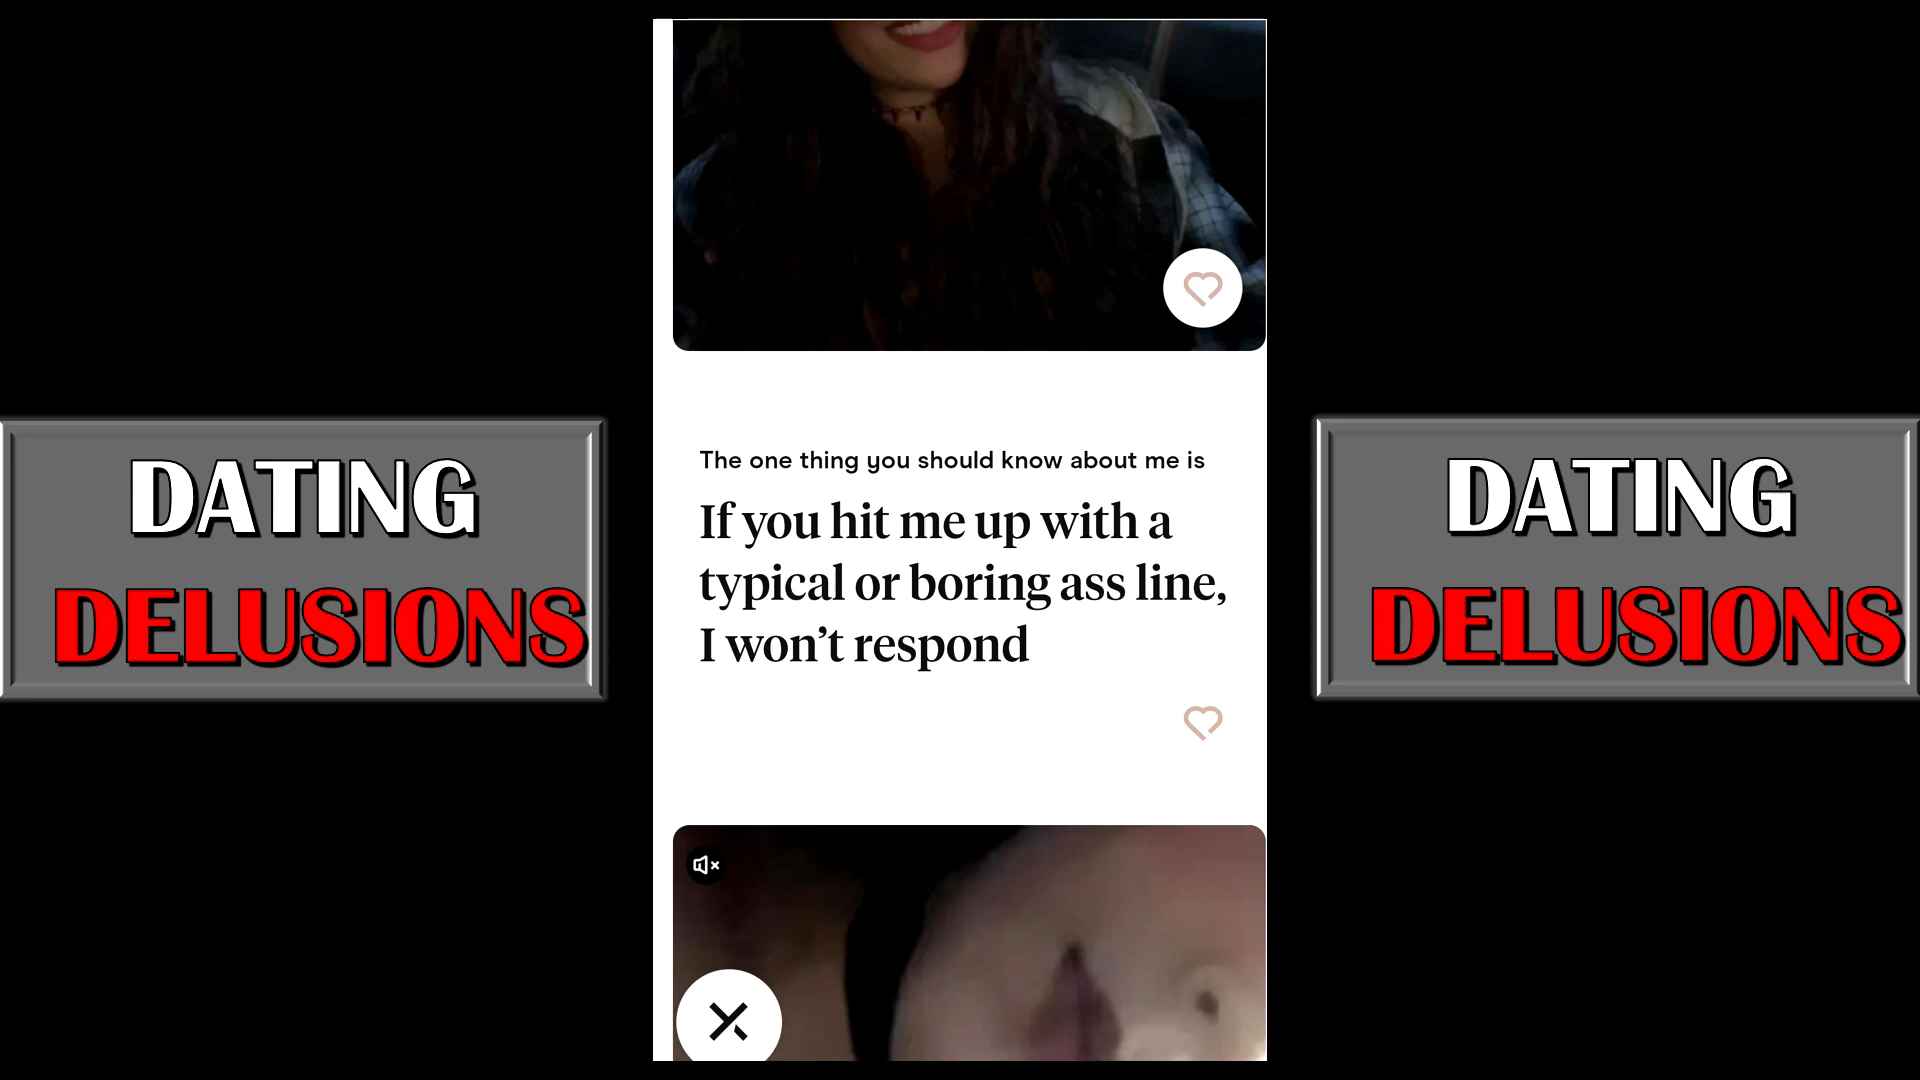 DATING
DELUSIONS
The one thing you should know about me is
If you hit me up with a
typical or boring ass line,
I won't respond
DATING
DELUSIONS